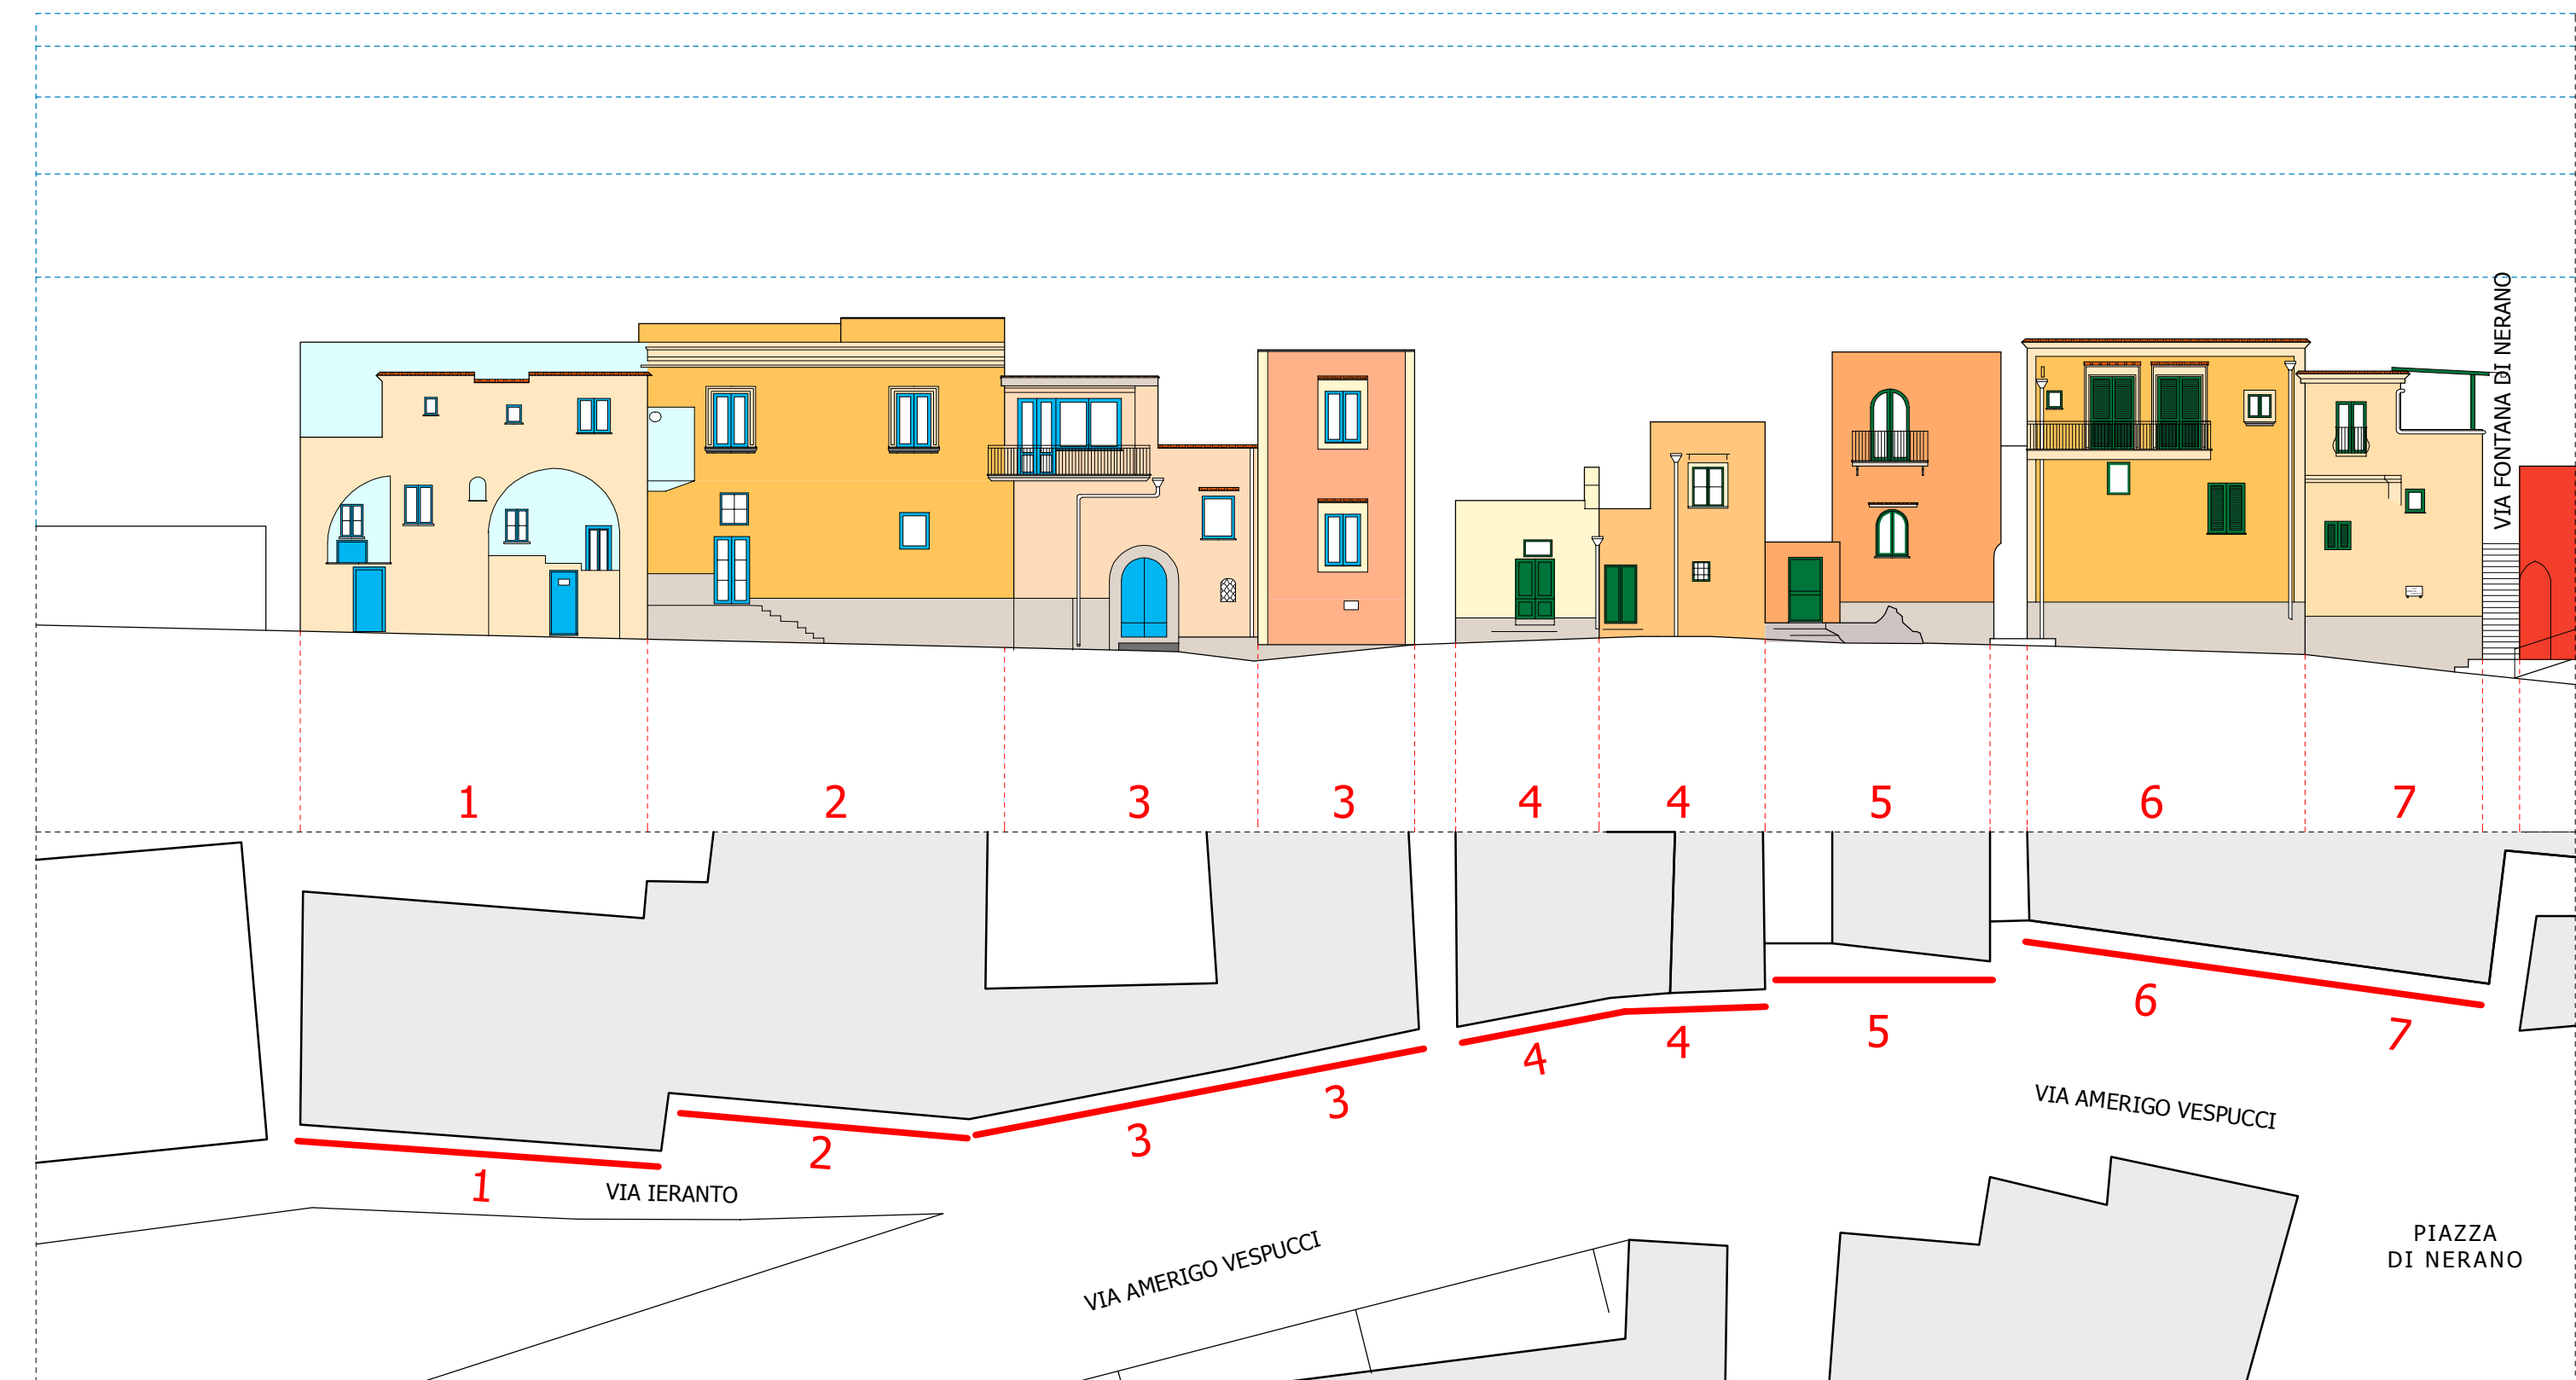 VIA FONTANA DI NERANO
1 2 3 3 4 4 5 6 7
1
2
3
3
4
4
5
6
7
VIA IERANTO
VIA AMERIGO VESPUCCI
VIA AMERIGO VESPUCCI
PIAZZA
DI NERANO